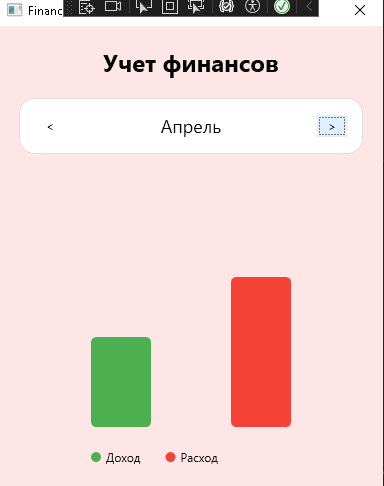 Financ
Учет финансов
< Апрель >
Доход Расход